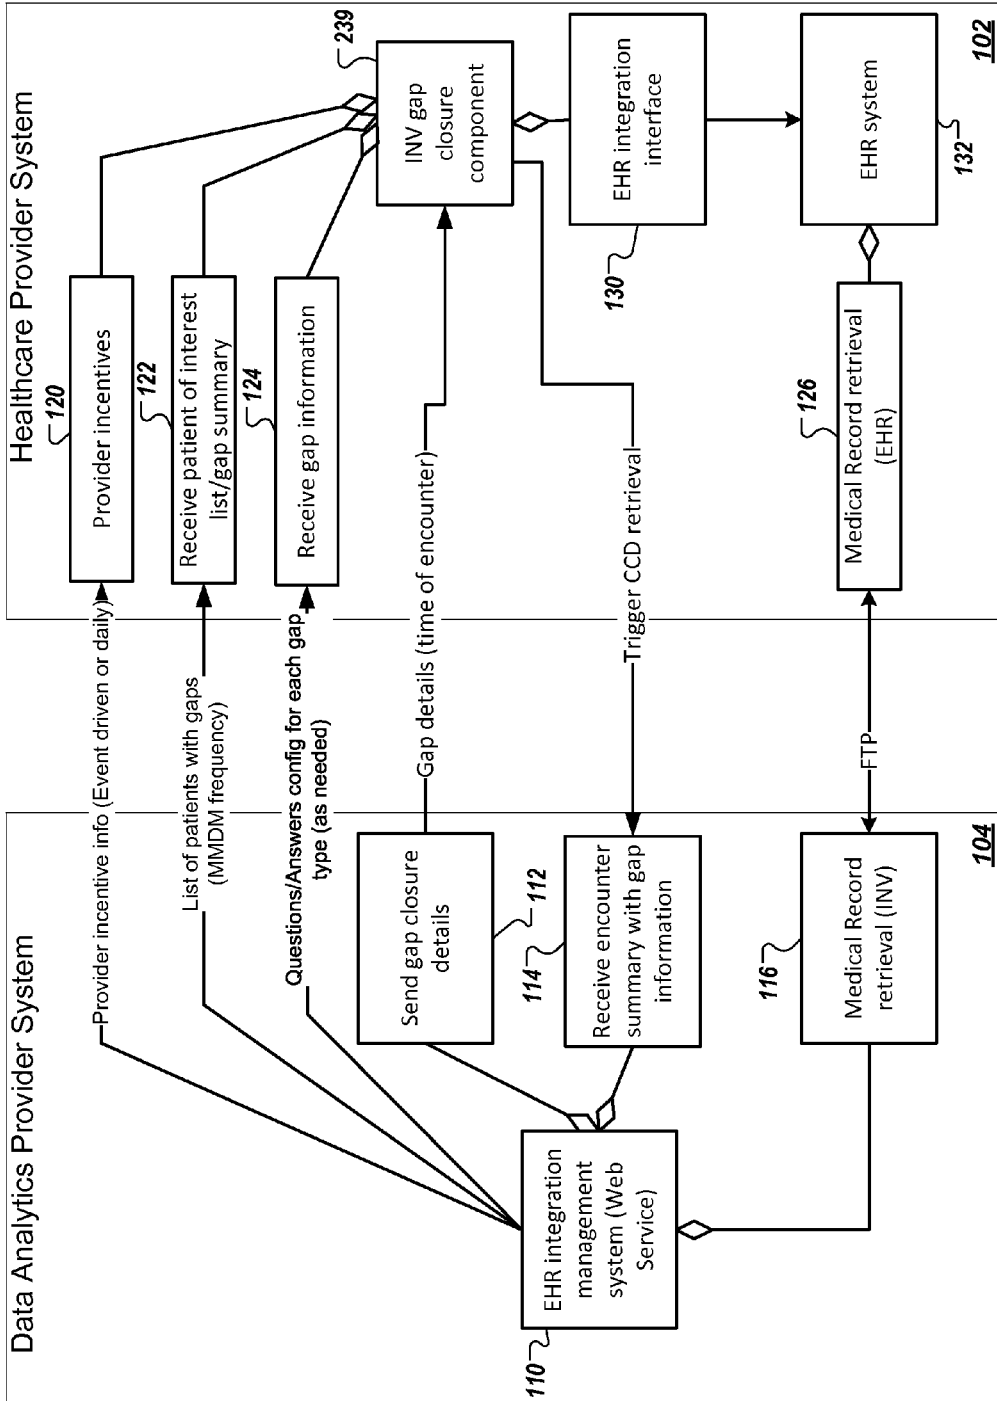 Data Analytics Provider System
Healthcare Provider System
110
EHR integration
management
system (Web
Service)
Provider incentive info (Event driven or daily)
List of patients with gaps
(MMDM frequency)
Questions/Answers config for each gap
type (as needed)
Send gap closure
details
112
Gap details (time of encounter)
114
Receive encounter
summary with gap
information
Trigger CCD retrieval
116
Medical Record
retrieval (INV)
FTP
104
120
Provider incentives
122
Receive patient of interest
list/gap summary
124
Receive gap information
126
Medical Record retrieval
(EHR)
239
INV gap
closure
component
130
EHR integration
interface
EHR system
132
102